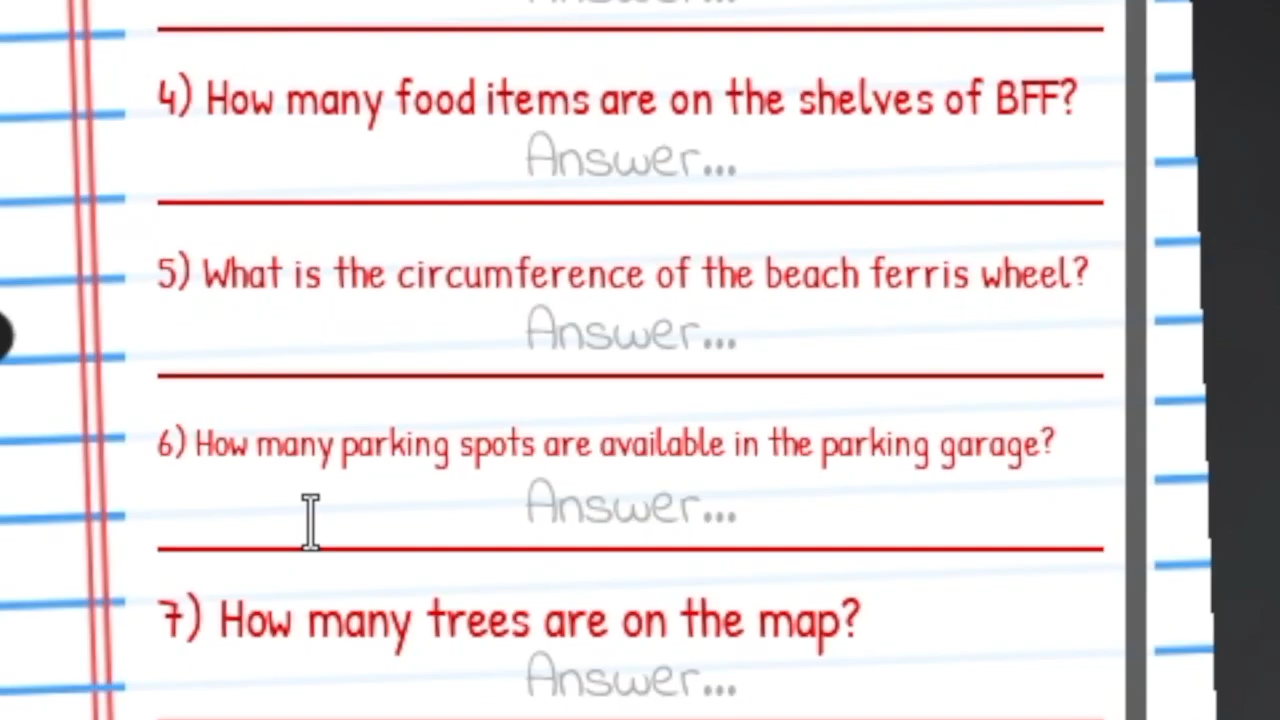 Answer...
4) How many food items are on the shelves of BFF?
Answer...
5) What is the circumference of the beach ferris wheel?
Answer...
6) How many parking spots are available in the parking garage?
Answer...
7) How many trees are on the map?
Answer...